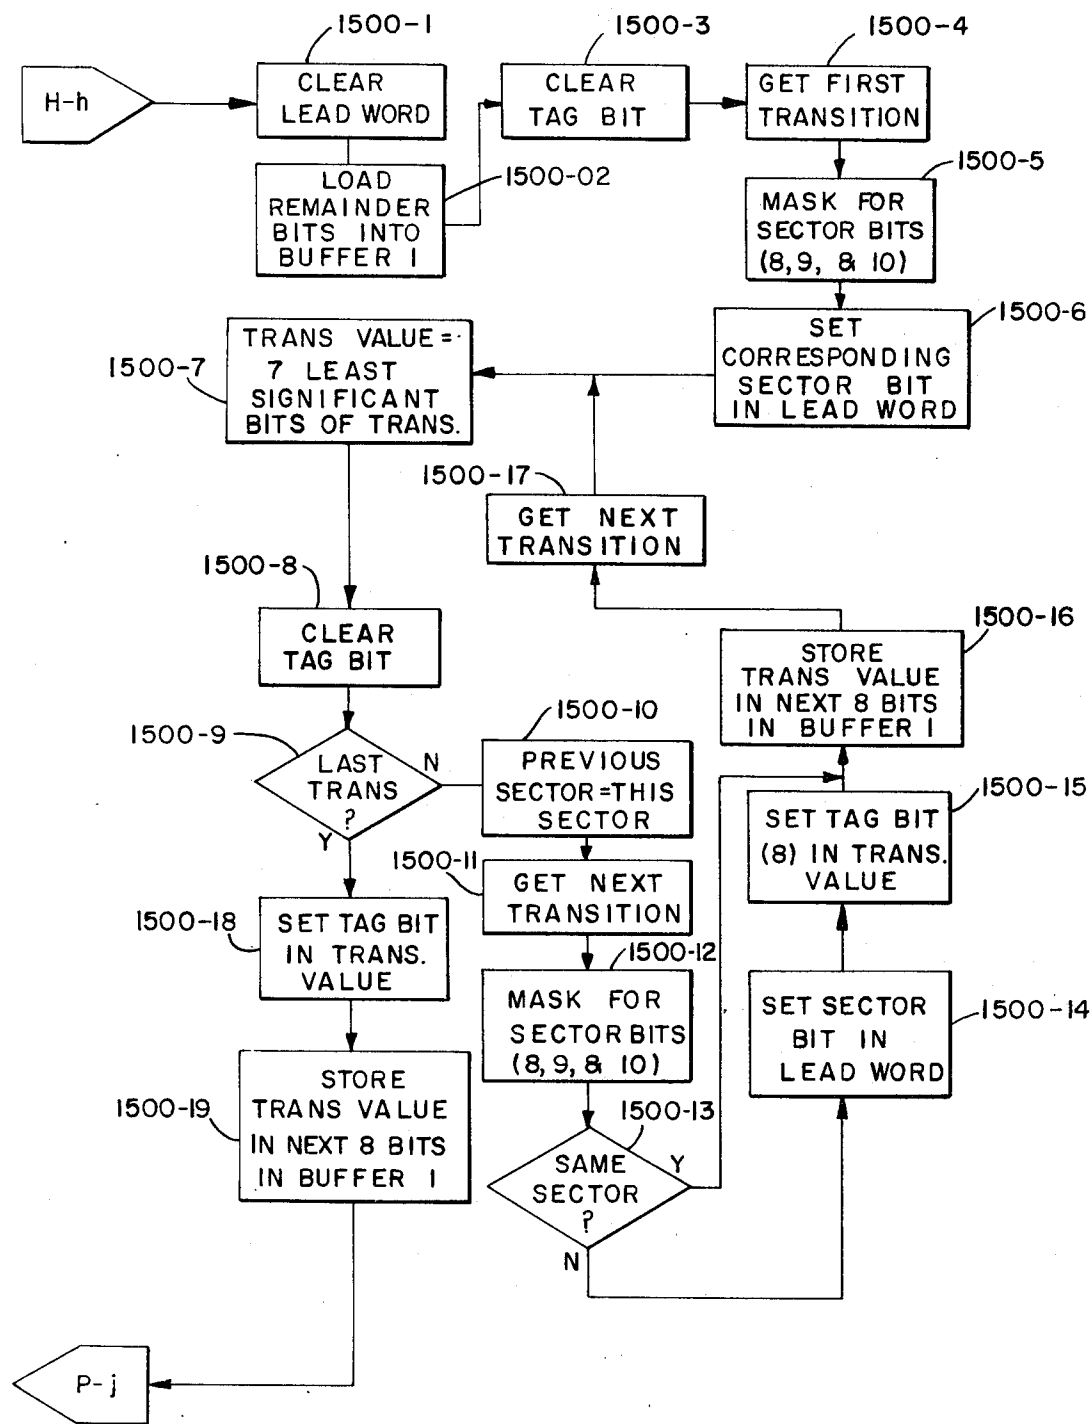 1500-1
1500-3
1500-4
H-h
CLEAR
LEAD WORD
CLEAR
TAG BIT
GET FIRST
TRANSITION
1500-02
LOAD
REMAINDER
BITS INTO
BUFFER 1
1500-5
MASK FOR
SECTOR BITS
(8, 9, & 10)
1500-6
SET
CORRESPONDING
SECTOR BIT
IN LEAD WORD
1500-7
TRANS VALUE=
7 LEAST
SIGNIFICANT
BITS OF TRANS.
1500-17
GET NEXT
TRANSITION
1500-8
CLEAR
TAG BIT
1500-16
STORE
TRANS VALUE
IN NEXT 8 BITS
IN BUFFER 1
1500-9
LAST
TRANS
?
N
Y
1500-10
PREVIOUS
SECTOR=THIS
SECTOR
1500-15
SET TAG BIT
(8) IN TRANS.
VALUE
1500-11
GET NEXT
TRANSITION
1500-18
SET TAG BIT
IN TRANS.
VALUE
1500-12
MASK FOR
SECTOR BITS
(8, 9, & 10)
1500-14
SET SECTOR
BIT IN
LEAD WORD
1500-19
STORE
TRANS VALUE
IN NEXT 8 BITS
IN BUFFER 1
1500-13
SAME
SECTOR
?
Y
N
P-j